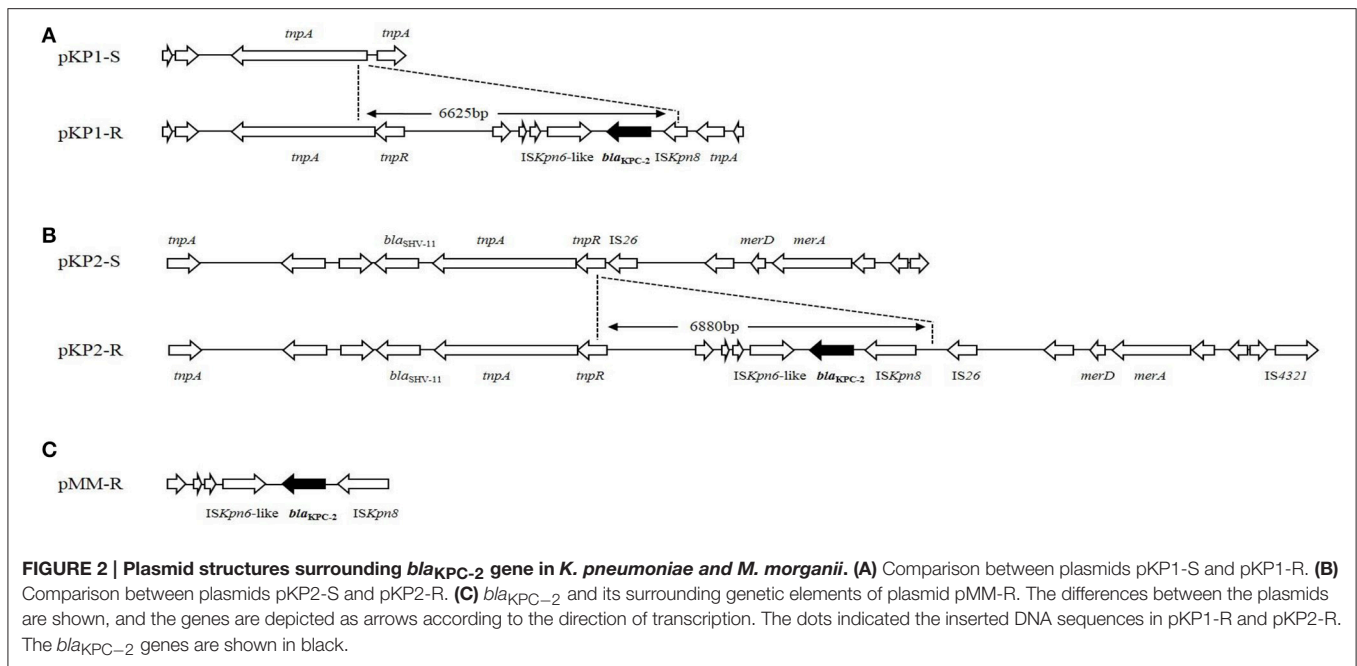 A
tnpA tnpA
pKP1-S
6625bp
pKP1-R
tnpA tnpR ISKpn6-like blaKPC-2 ISKpn8 tnpA
B
tnpA blaSHV-11 tnpA tnpR IS26 merD merA
pKP2-S
6880bp
pKP2-R
tnpA blaSHV-11 tnpA tnpR ISKpn6-like blaKPC-2 ISKpn8 IS26 merD merA IS4321
C
pMM-R
ISKpn6-like blaKPC-2 ISKpn8
FIGURE 2 | Plasmid structures surrounding blaKPC-2 gene in K. pneumoniae and M. morganii. (A) Comparison between plasmids pKP1-S and pKP1-R. (B)
Comparison between plasmids pKP2-S and pKP2-R. (C) blaKPC−2 and its surrounding genetic elements of plasmid pMM-R. The differences between the plasmids
are shown, and the genes are depicted as arrows according to the direction of transcription. The dots indicated the inserted DNA sequences in pKP1-R and pKP2-R.
The blaKPC−2 genes are shown in black.